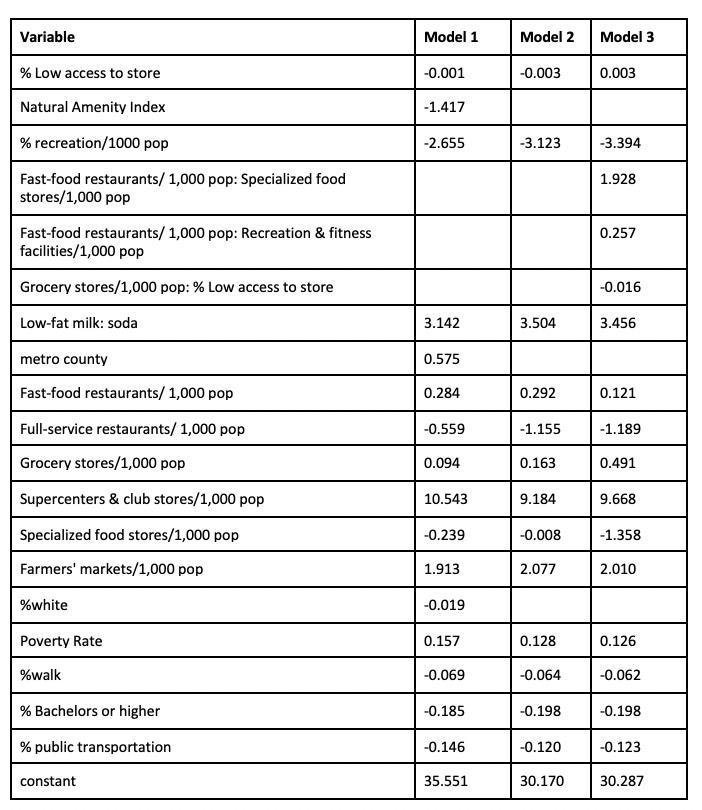 Variable Model 1 Model 2 Model 3
% Low access to store -0.001 -0.003 0.003
Natural Amenity Index -1.417
% recreation/1000 pop -2.655 -3.123 -3.394
Fast-food restaurants/ 1,000 pop: Specialized food 1.928
stores/1,000 pop
Fast-food restaurants/ 1,000 pop: Recreation & fitness 0.257
facilities/1,000 pop
Grocery stores/1,000 pop: % Low access to store -0.016
Low-fat milk: soda 3.142 3.504 3.456
metro county 0.575
Fast-food restaurants/ 1,000 pop 0.284 0.292 0.121
Full-service restaurants/ 1,000 pop -0.559 -1.155 -1.189
Grocery stores/1,000 pop 0.094 0.163 0.491
Supercenters & club stores/1,000 pop 10.543 9.184 9.668
Specialized food stores/1,000 pop -0.239 -0.008 -1.358
Farmers' markets/1,000 pop 1.913 2.077 2.010
%white -0.019
Poverty Rate 0.157 0.128 0.126
%walk -0.069 -0.064 -0.062
% Bachelors or higher -0.185 -0.198 -0.198
% public transportation -0.146 -0.120 -0.123
constant 35.551 30.170 30.287